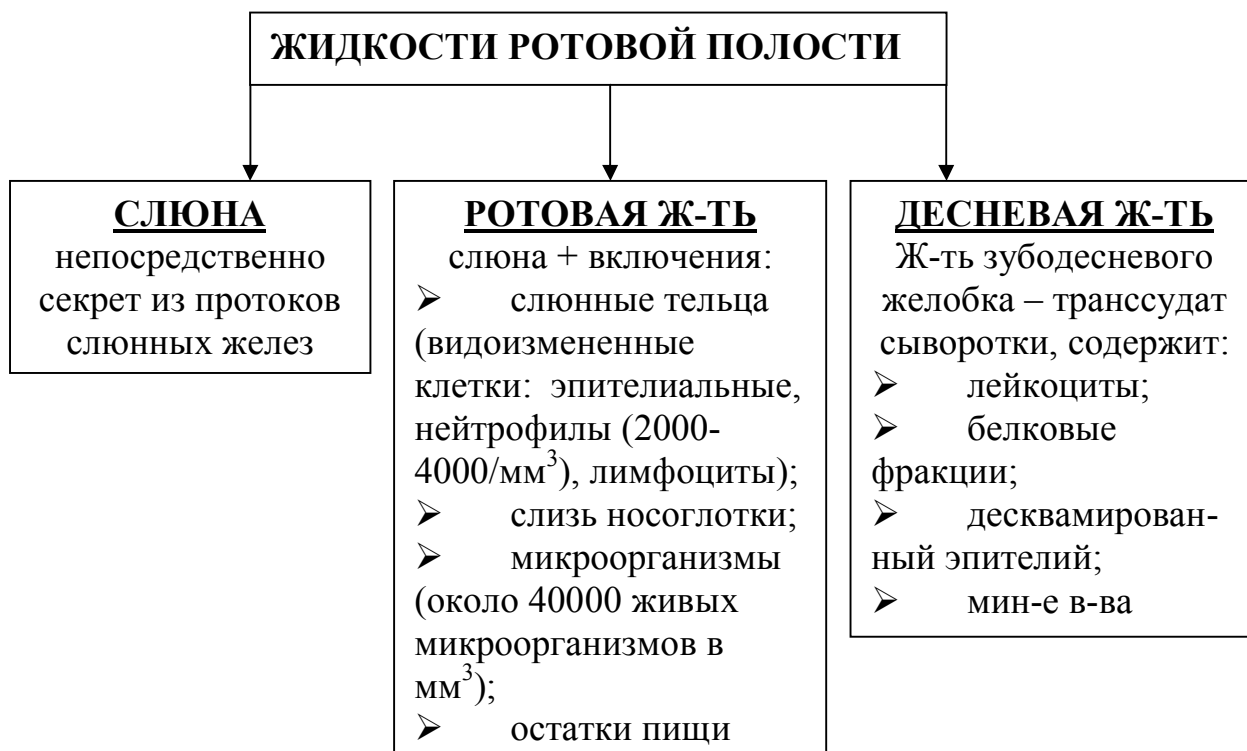 ЖИДКОСТИ РОТОВОЙ ПОЛОСТИ
СЛЮНА
непосредственно
секрет из протоков
слюнных желез
РОТОВАЯ Ж-ТЬ
слюна + включения:
➢ слюнные тельца
(видоизмененные
клетки: эпителиальные,
нейтрофилы (2000-
4000/мм³), лимфоциты);
➢ слизь носоглотки;
➢ микроорганизмы
(около 40000 живых
микроорганизмов в
мм³);
➢ остатки пищи
ДЕСНЕВАЯ Ж-ТЬ
Ж-ть зубодесневого
желобка – транссудат
сыворотки, содержит:
➢ лейкоциты;
➢ белковые
фракции;
➢ десквамирован-
ный эпителий;
➢ мин-е в-ва